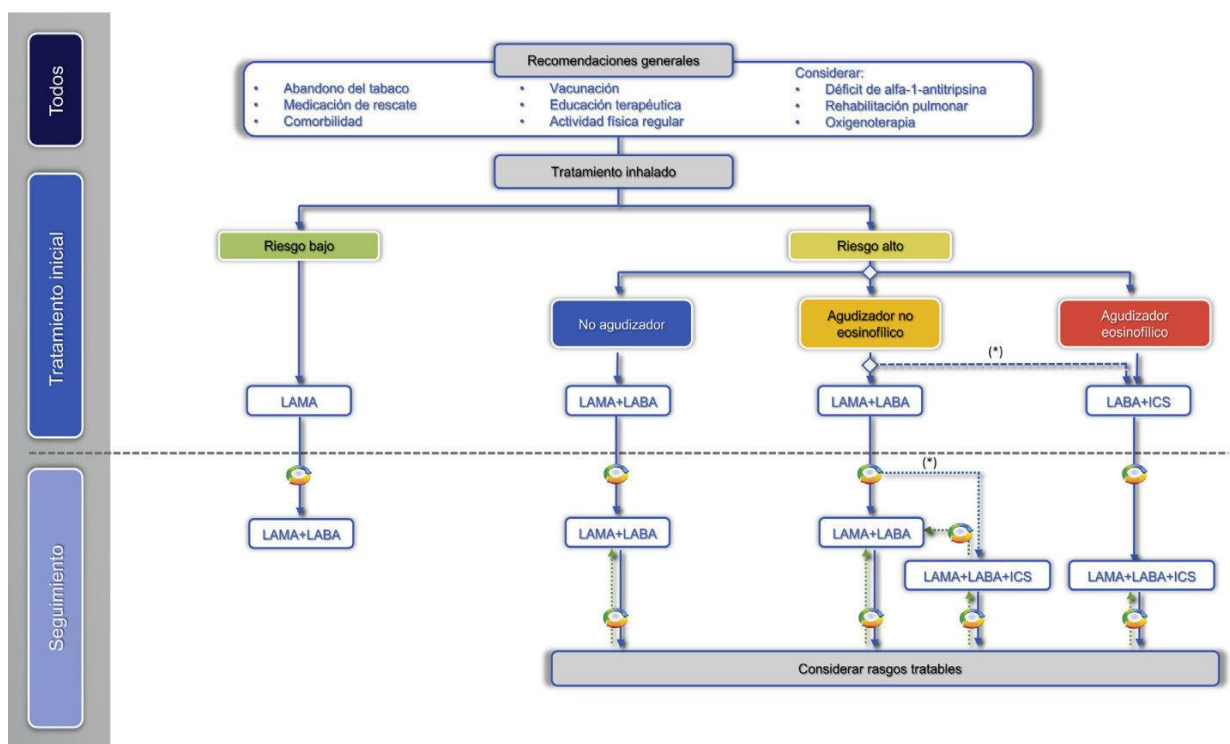 Todos
Recomendaciones generales
• Abandono del tabaco
• Medicación de rescate
• Comorbilidad
• Vacunación
• Educación terapéutica
• Actividad física regular
Considerar:
• Déficit de alfa-1-antitripsina
• Rehabilitación pulmonar
• Oxigenoterapia
Tratamiento inicial
Tratamiento inhalado
Riesgo bajo
Riesgo alto
No agudizador
Agudizador no
eosinofílico
Agudizador
eosinofílico
(*)
LAMA
LAMA+LABA
LAMA+LABA
LABA+ICS
Seguimiento
(*)
LAMA+LABA
LAMA+LABA
LAMA+LABA
LAMA+LABA+ICS
LAMA+LABA+ICS
Considerar rasgos tratables